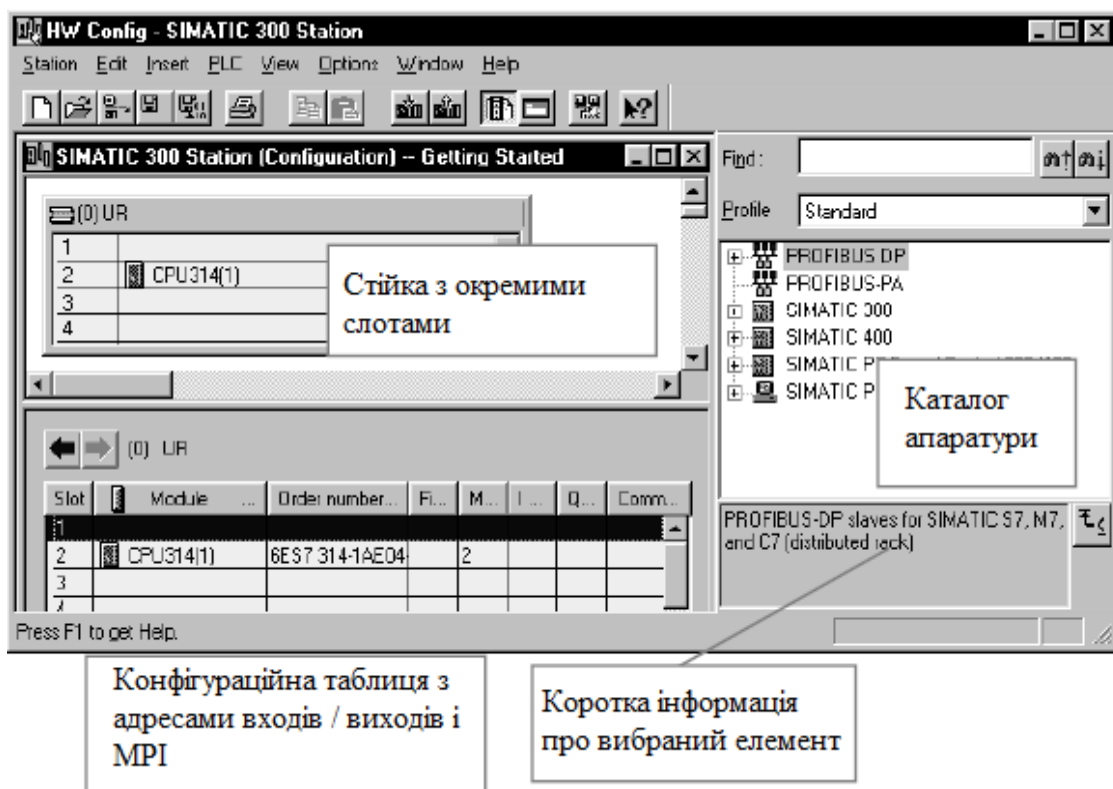 HW Config - SIMATIC 300 Station
Station Edit Insert PLC View Options Window Help
SIMATIC 300 Station (Configuration) -- Getting Started
(0) UR
1
2 CPU314(1)
3
4
Стійка з окремими
слотами
Find:
Profile Standard
PROFIBUS DP
PROFIBUS-PA
SIMATIC 300
SIMATIC 400
SIMATIC
SIMATIC P
Каталог
апаратури
(0) UR
Slot Module ... Order number... Fi... M... I ... Q... Comm...
1
2 CPU314(1) 6ES7 314-1AE04- 2
3
4
PROFIBUS-DP slaves for SIMATIC S7, M7,
and C7 (distributed rack)
Press F1 to get Help.
Конфігураційна таблиця з
адресами входів / виходів і
MPI
Коротка інформація
про вибраний елемент